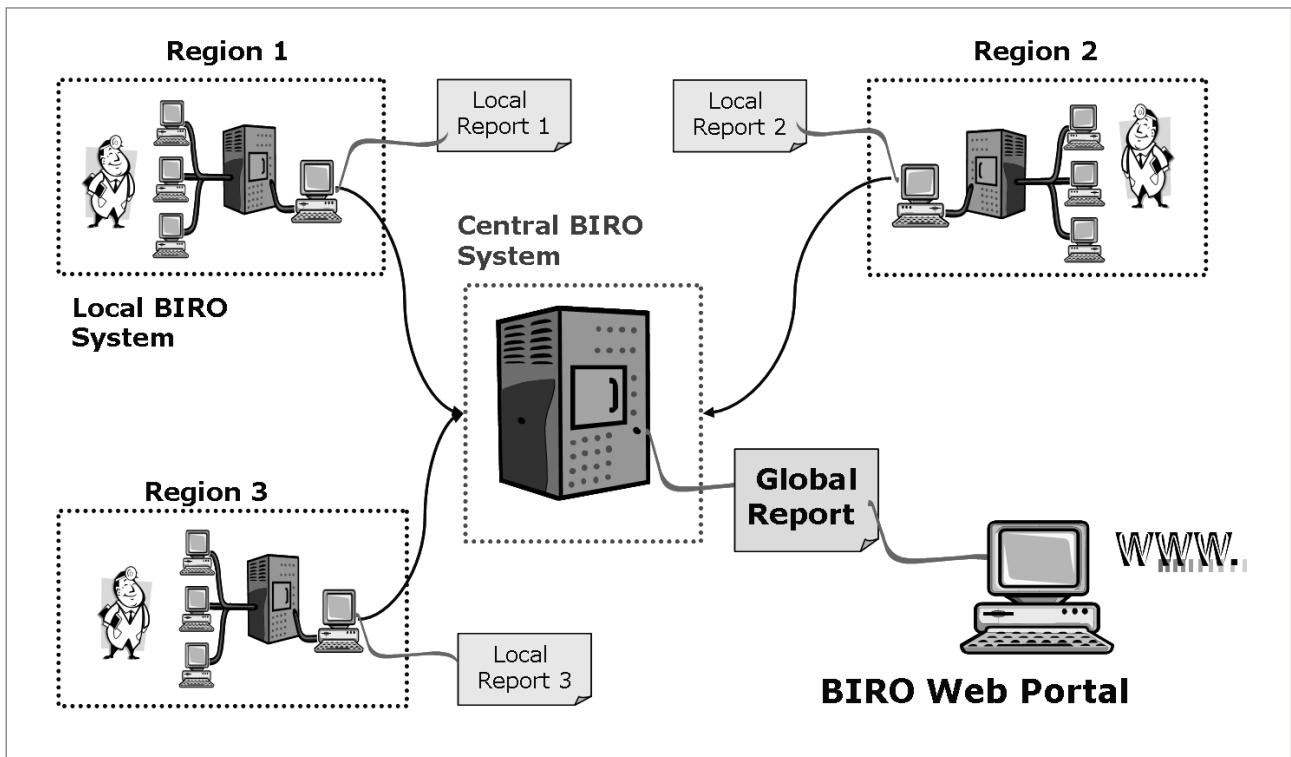 Region 1
Region 2
Local
Report 1
Local
Report 2
Central BIRO
System
Local BIRO
System
Region 3
Global
Report
WWW.
Local
Report 3
BIRO Web Portal